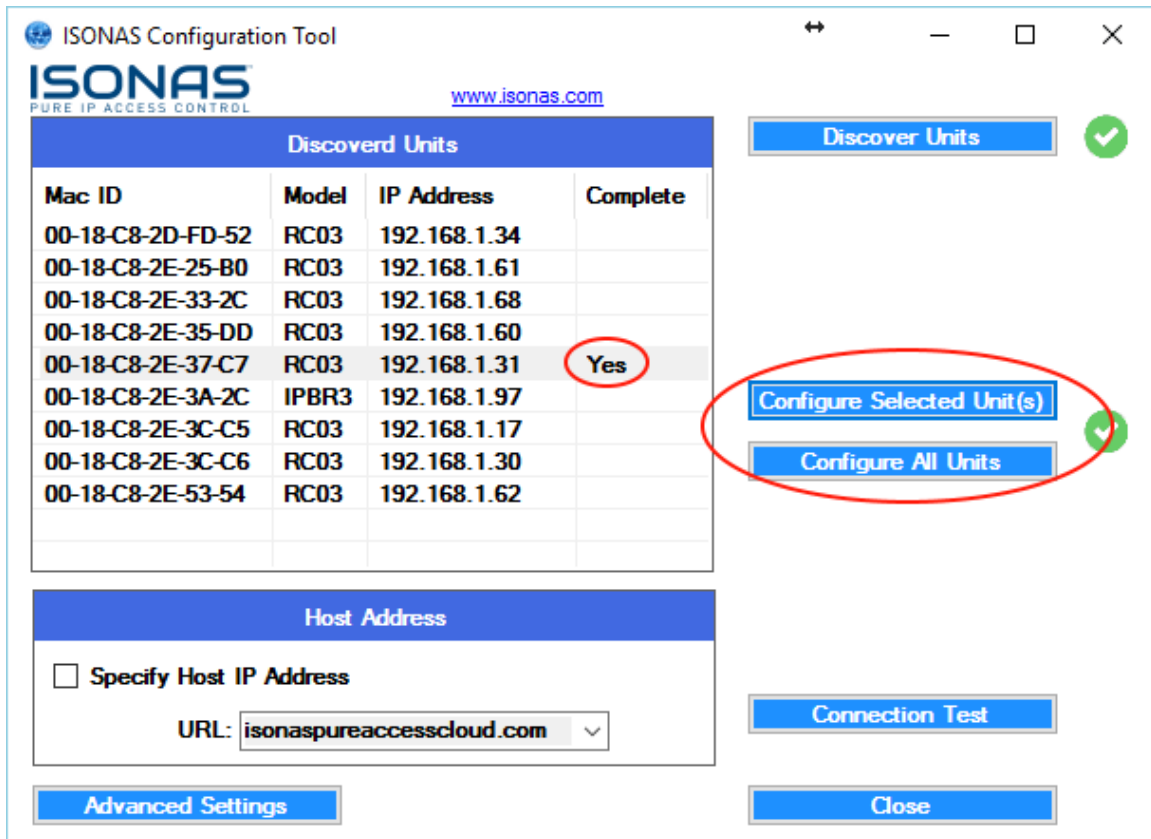 ISONAS Configuration Tool
ISONAS
PURE IP ACCESS CONTROL
www.isonas.com
Discoverd Units
Discover Units
Mac ID Model IP Address Complete
00-18-C8-2D-FD-52 RC03 192.168.1.34
00-18-C8-2E-25-B0 RC03 192.168.1.61
00-18-C8-2E-33-2C RC03 192.168.1.68
00-18-C8-2E-35-DD RC03 192.168.1.60
00-18-C8-2E-37-C7 RC03 192.168.1.31 Yes
00-18-C8-2E-3A-2C IPBR3 192.168.1.97
00-18-C8-2E-3C-C5 RC03 192.168.1.17
00-18-C8-2E-3C-C6 RC03 192.168.1.30
00-18-C8-2E-53-54 RC03 192.168.1.62
Configure Selected Unit(s)
Configure All Units
Host Address
Specify Host IP Address
URL: isonaspureaccesscloud.com
Connection Test
Advanced Settings
Close